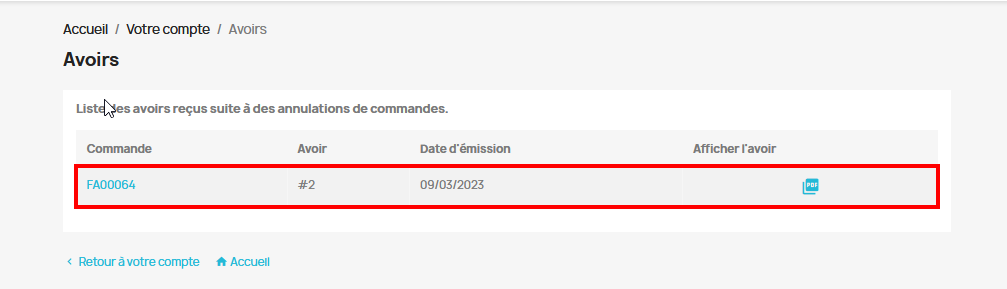 Accueil / Votre compte / Avoirs
Avoirs
Liste des avoirs reçus suite à des annulations de commandes.
Commande Avoir Date d'émission Afficher l'avoir
FA00064 #2 09/03/2023 PDF
Retour à votre compte Accueil